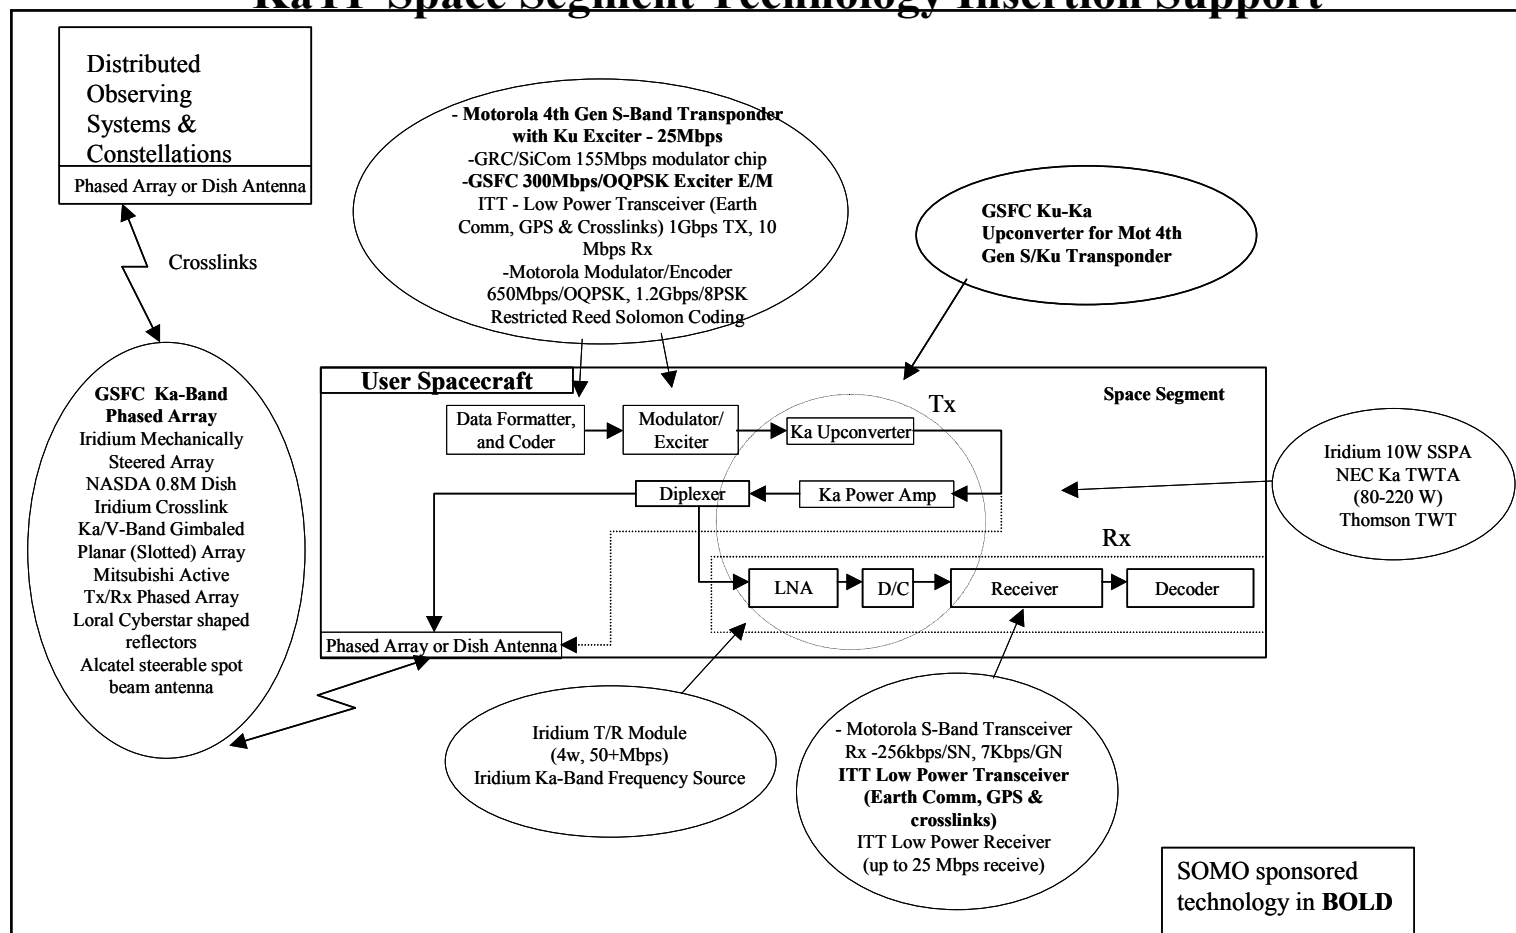 KaTP Space Segment Technology Insertion Support
Distributed
Observing
Systems &
Constellations
Phased Array or Dish Antenna
Crosslinks
- Motorola 4th Gen S-Band Transponder
with Ku Exciter - 25Mbps
-GRC/SiCom 155Mbps modulator chip
-GSFC 300Mbps/OQPSK Exciter E/M
ITT - Low Power Transceiver (Earth
Comm, GPS & Crosslinks) 1Gbps TX, 10
Mbps Rx
-Motorola Modulator/Encoder
650Mbps/OQPSK, 1.2Gbps/8PSK
Restricted Reed Solomon Coding
GSFC Ku-Ka
Upconverter for Mot 4th
Gen S/Ku Transponder
GSFC Ka-Band
Phased Array
Iridium Mechanically
Steered Array
NASDA 0.8M Dish
Iridium Crosslink
Ka/V-Band Gimbaled
Planar (Slotted) Array
Mitsubishi Active
Tx/Rx Phased Array
Loral Cyberstar shaped
reflectors
Alcatel steerable spot
beam antenna
User Spacecraft
Space Segment
Data Formatter,
and Coder
Modulator/
Exciter
Tx
Ka Upconverter
Diplexer
Ka Power Amp
Rx
LNA
D/C
Receiver
Decoder
Phased Array or Dish Antenna
Iridium 10W SSPA
NEC Ka TWTA
(80-220 W)
Thomson TWT
Iridium T/R Module
(4w, 50+Mbps)
Iridium Ka-Band Frequency Source
- Motorola S-Band Transceiver
Rx -256kbps/SN, 7Kbps/GN
ITT Low Power Transceiver
(Earth Comm, GPS &
crosslinks)
ITT Low Power Receiver
(up to 25 Mbps receive)
SOMO sponsored
technology in BOLD